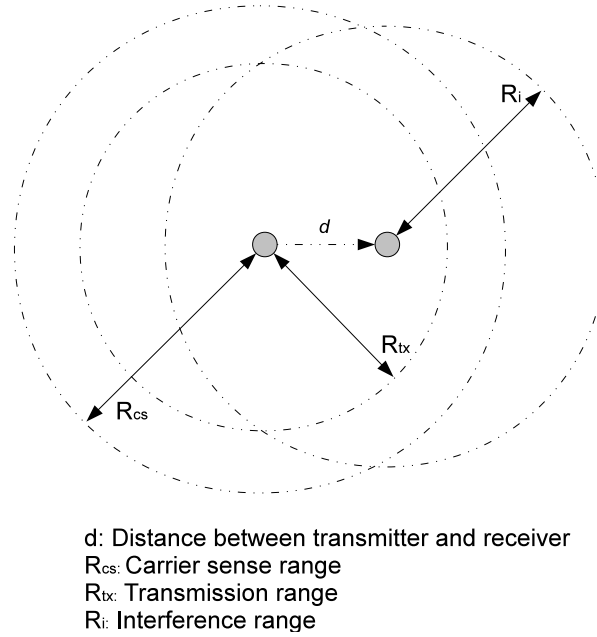 Ri
d
Rtx
Rcs
d: Distance between transmitter and receiver
Rcs: Carrier sense range
Rtx: Transmission range
Ri: Interference range